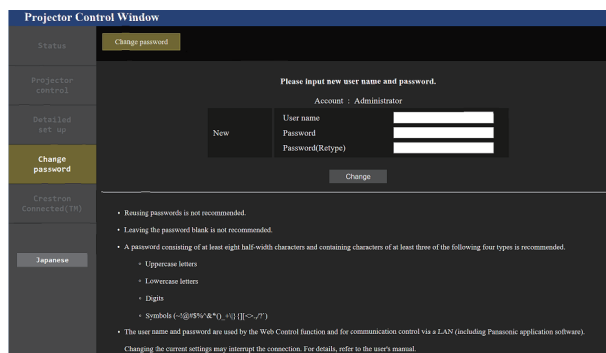 Projector Control Window
Status
Projector
control
Detailed
set up
Change
password
Crestron
Connected(TM)
Japanese
Change password
Please input new user name and password.
Account : Administrator
New
User name
Password
Password(Retype)
Change
• Reusing passwords is not recommended.
• Leaving the password blank is not recommended.
• A password consisting of at least eight half-width characters and containing characters of at least three of the following four types is recommended.
Uppercase letters
Lowercase letters
Digits
Symbols (~!@#$%^&*()_+\|{}[]<>.,/?`)
• The user name and password are used by the Web Control function and for communication control via a LAN (including Panasonic application software).
Changing the current settings may interrupt the connection. For details, refer to the user's manual.